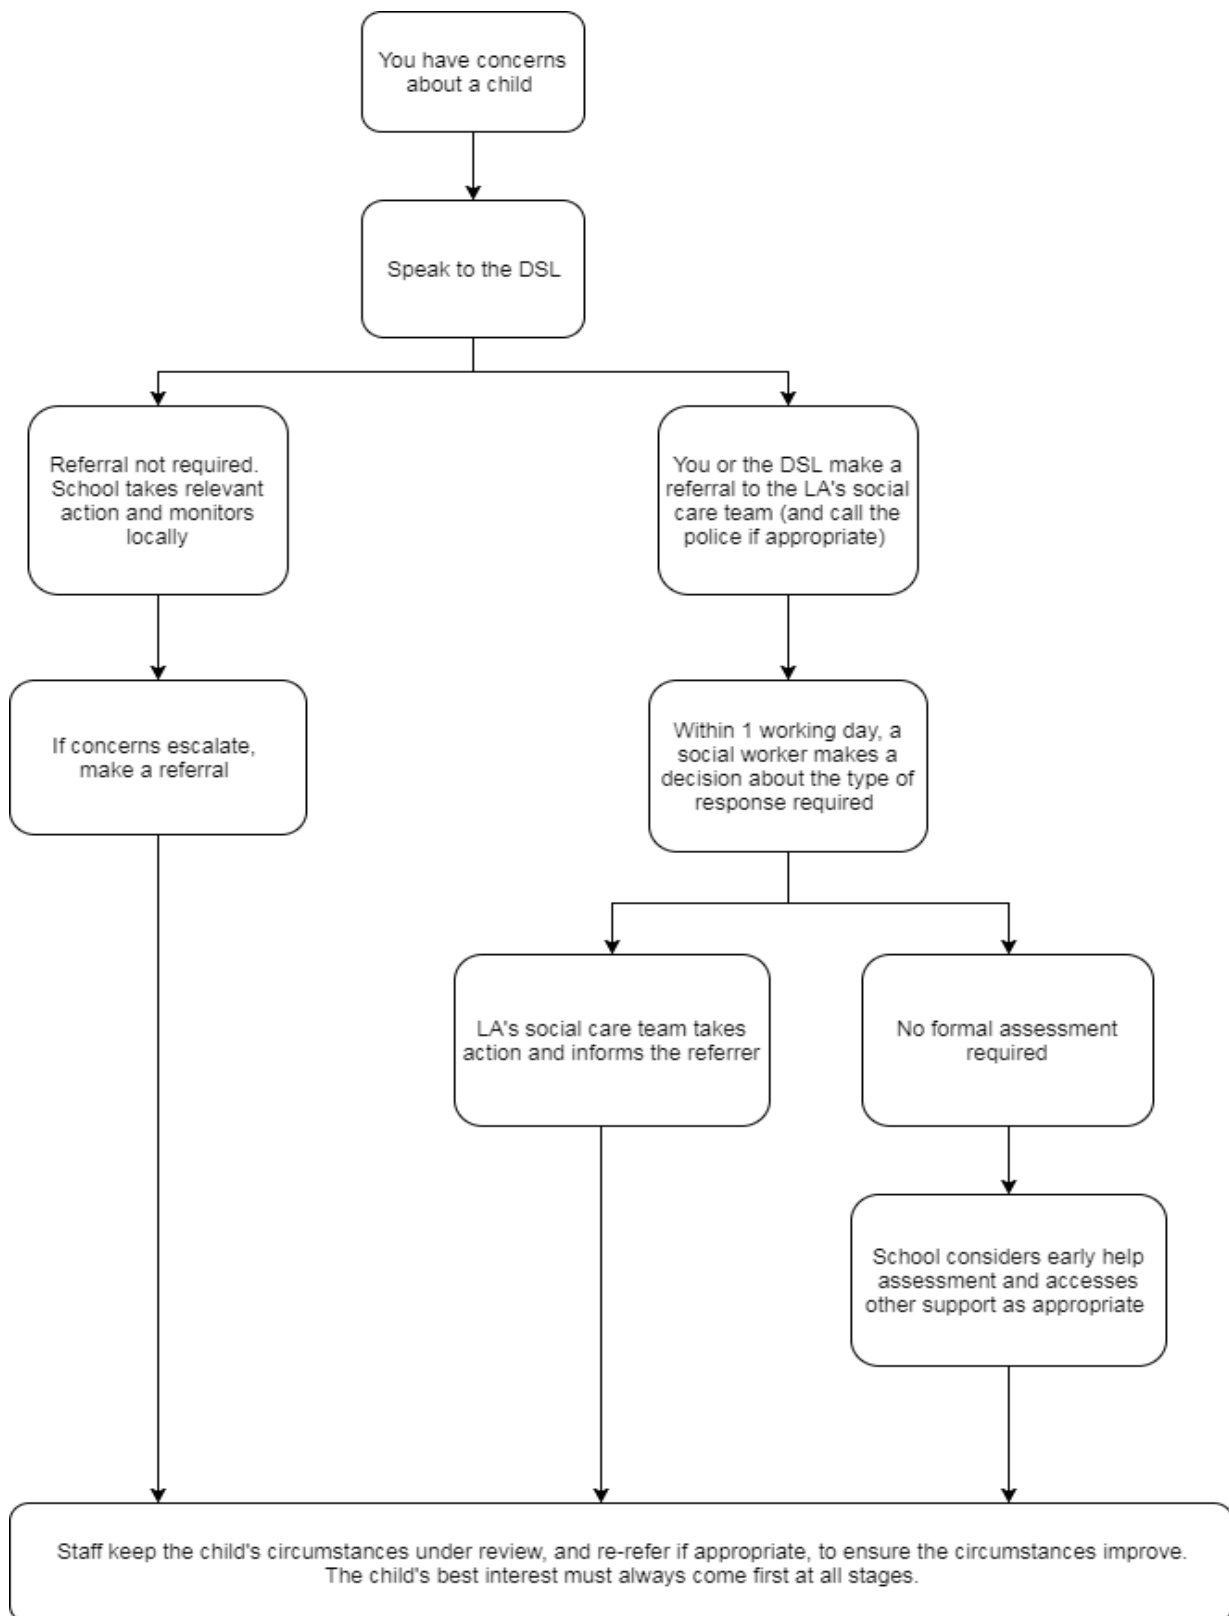 You have concerns
about a child
Speak to the DSL
Referral not required.
School takes relevant
action and monitors
locally
You or the DSL make a
referral to the LA's social
care team (and call the
police if appropriate)
If concerns escalate,
make a referral
Within 1 working day, a
social worker makes a
decision about the type of
response required
LA's social care team takes
action and informs the referrer
No formal assessment
required
School considers early help
assessment and accesses
other support as appropriate
Staff keep the child's circumstances under review, and re-refer if appropriate, to ensure the circumstances improve.
The child's best interest must always come first at all stages.